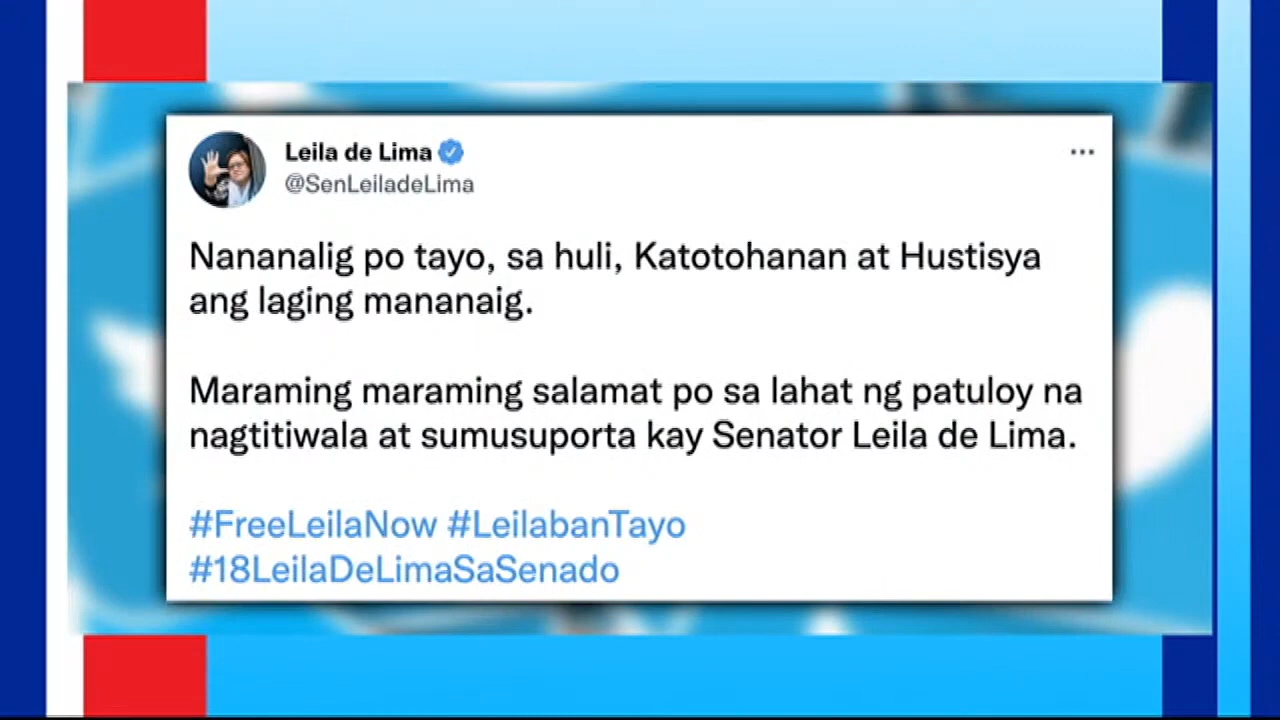 Leila de Lima
@SenLeiladeLima
Nananalig po tayo, sa huli, Katotohanan at Hustisya
ang laging mananaig.
Maraming maraming salamat po sa lahat ng patuloy na
nagtitiwala at sumusuporta kay Senator Leila de Lima.
#FreeLeilaNow #LeilabanTayo
#18LeilaDeLimaSaSenado